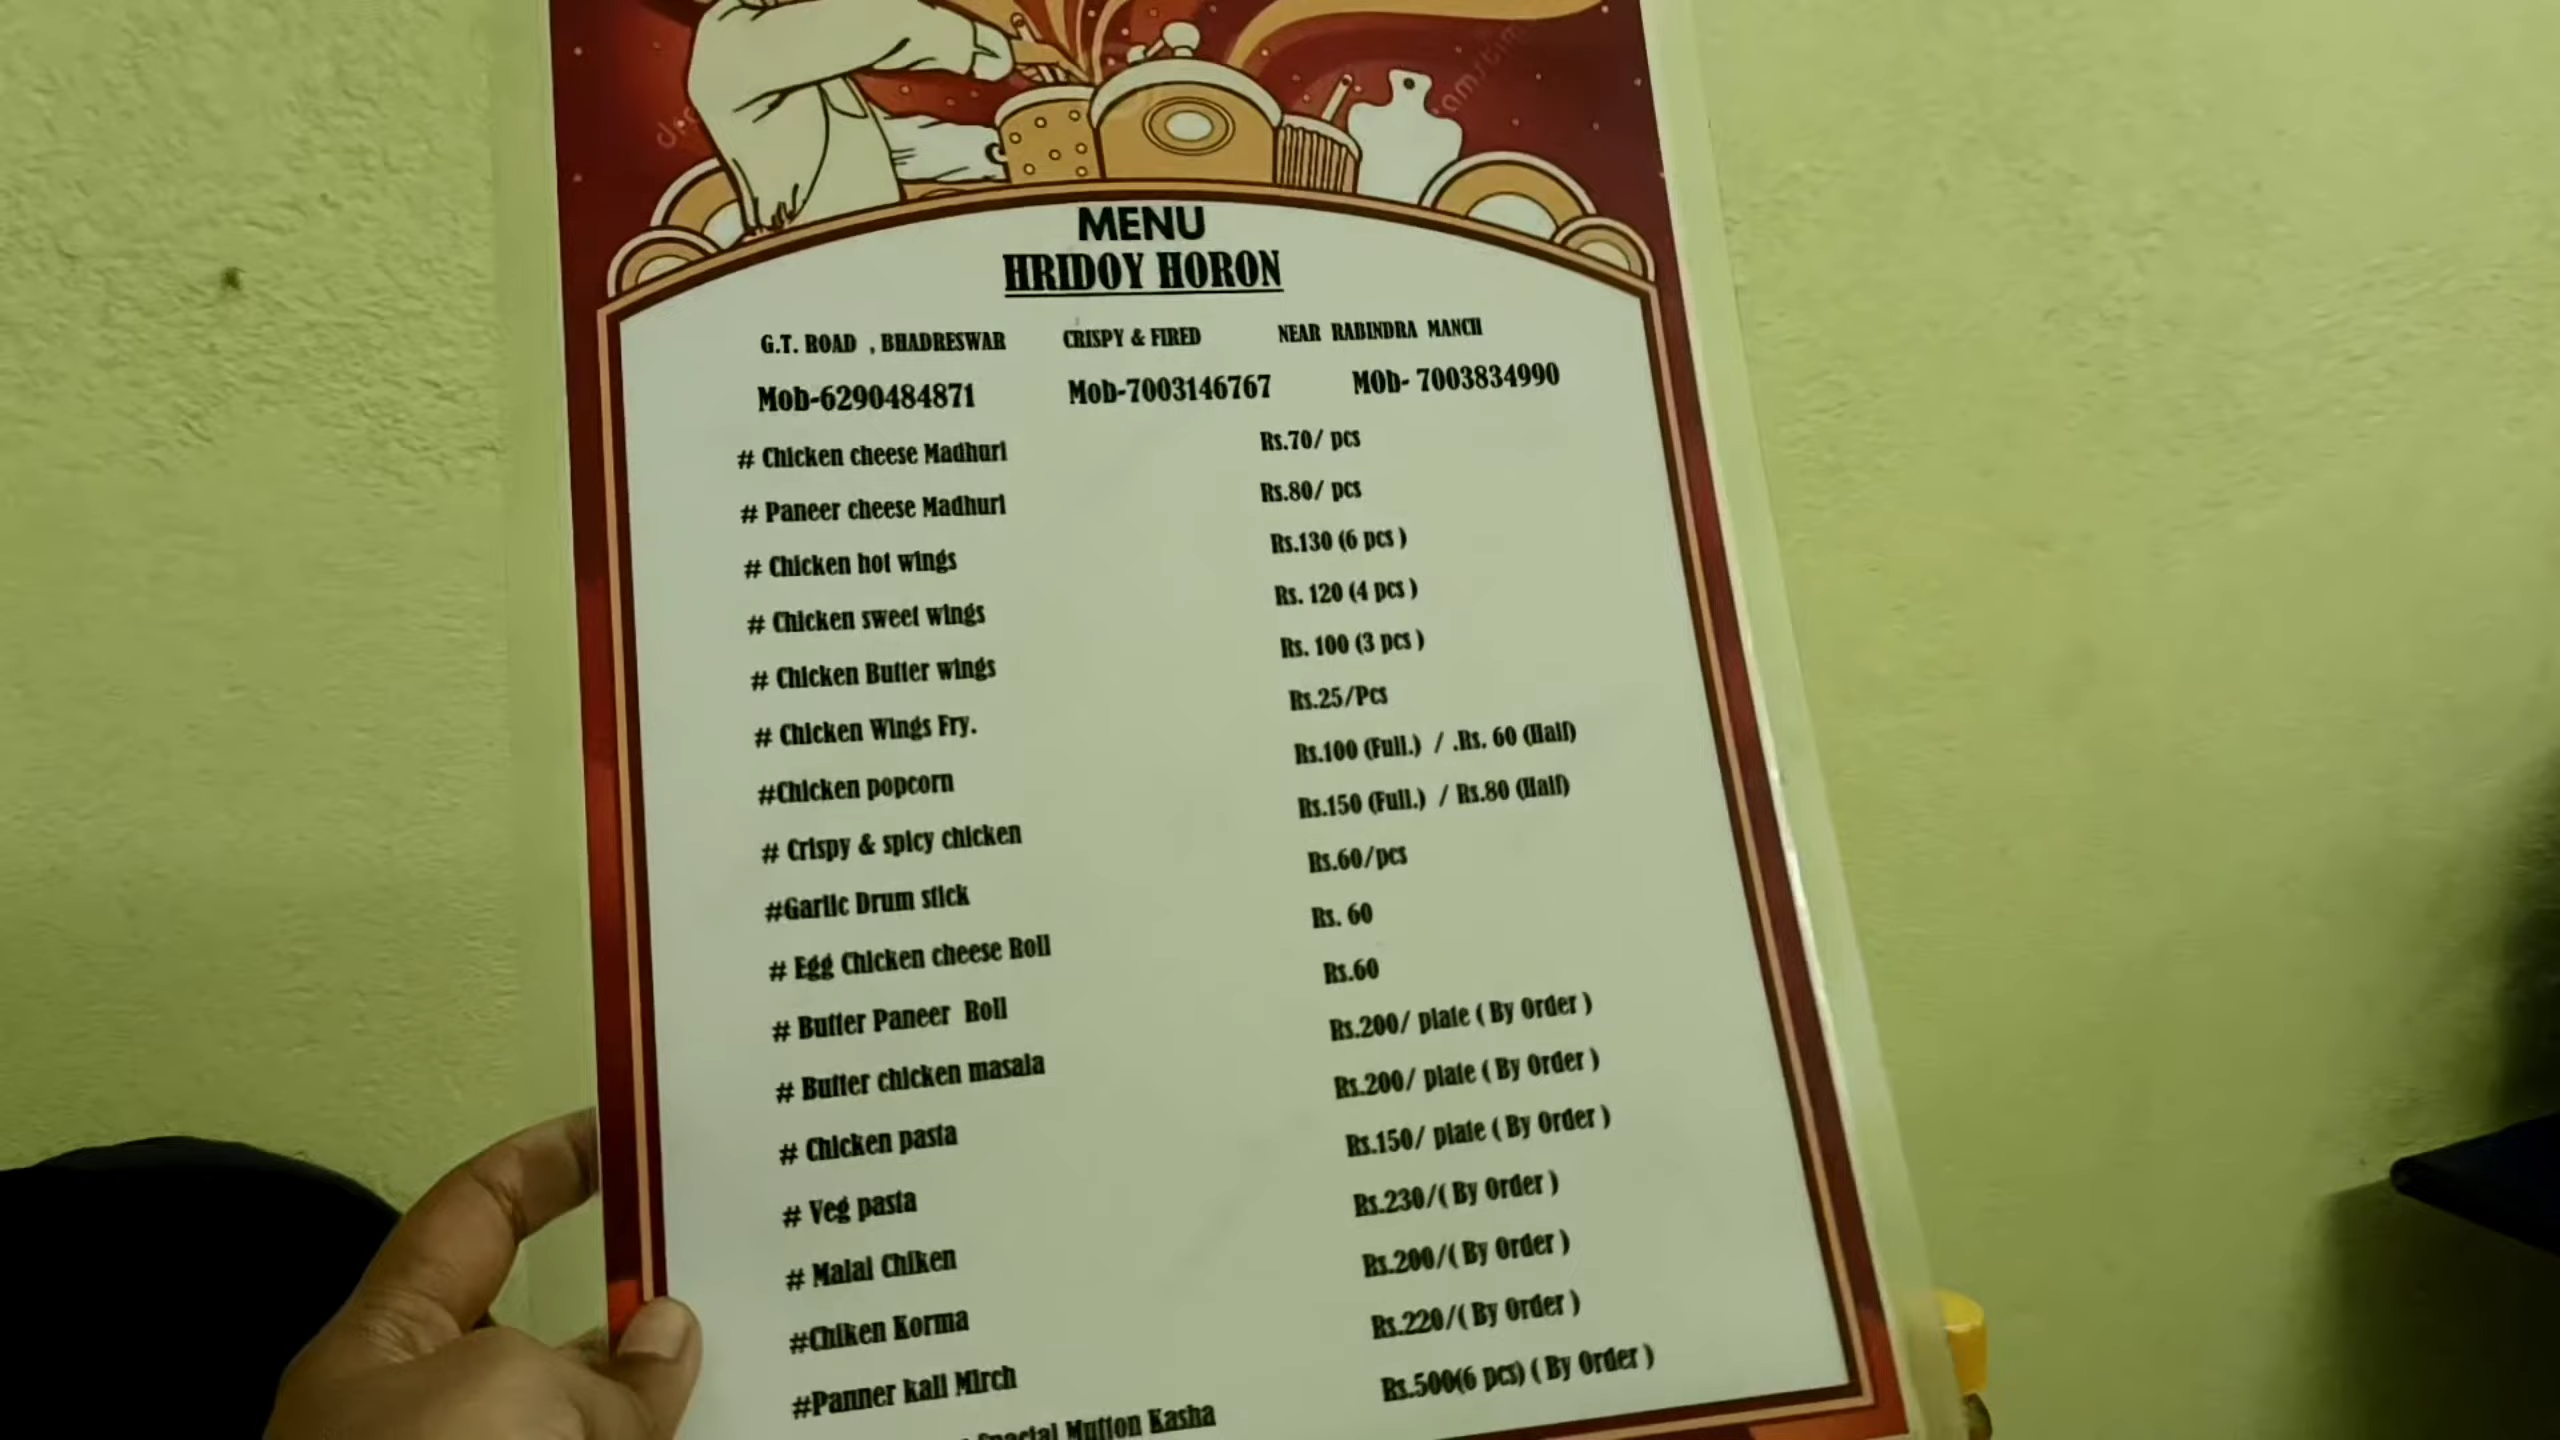 MENU
HRIDOY HORON
G.T. ROAD , BHADRESWAR CRISPY & FIRED NEAR RABINDRA MANCH
Mob-6290484871 Mob-7003146767 MOb- 7003834990
# Chicken cheese Madhuri Rs.70/ pcs
# Paneer cheese Madhuri Rs.80/ pcs
# Chicken hot wings Rs.130 (6 pcs )
# Chicken sweet wings Rs. 120 (4 pcs )
# Chicken Butter wings Rs. 100 (3 pcs )
# Chicken Wings Fry. Rs.25/Pcs
#Chicken popcorn Rs.100 (Full.) / .Rs. 60 (Half)
# Crispy & spicy chicken Rs.150 (Full.) / Rs.80 (Half)
#Garlic Drum stick Rs.60/pcs
# Egg Chicken cheese Roll Rs. 60
# Butter Paneer Roll Rs.60
# Butter chicken masala Rs.200/ plate ( By Order )
# Chicken pasta Rs.200/ plate ( By Order )
# Veg pasta Rs.150/ plate ( By Order )
# Malai Chiken Rs.230/( By Order )
#Chiken Korma Rs.200/( By Order )
#Panner kali Mirch Rs.220/( By Order )
Special Mutton Kasha Rs.500(6 pcs) ( By Order )